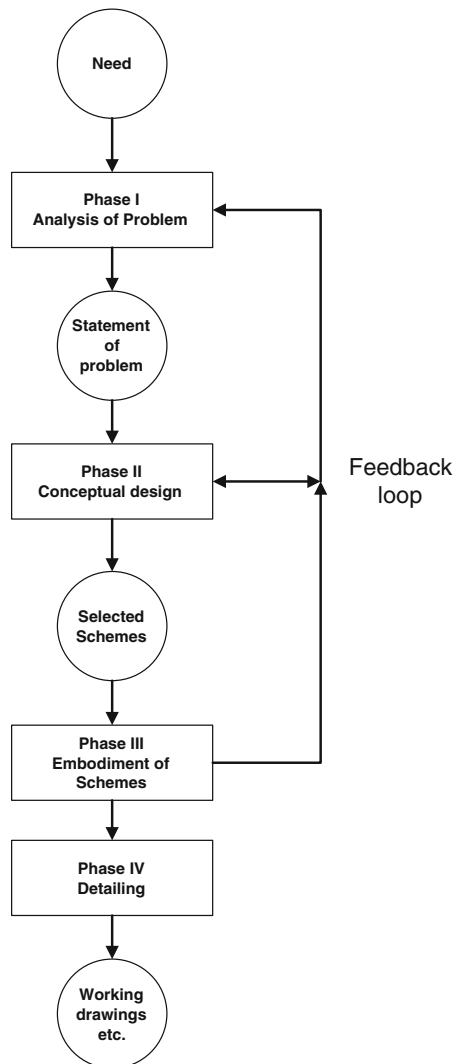 Need
Phase I
Analysis of Problem
Statement
of
problem
Phase II
Conceptual design
Feedback
loop
Selected
Schemes
Phase III
Embodiment of
Schemes
Phase IV
Detailing
Working
drawings
etc.